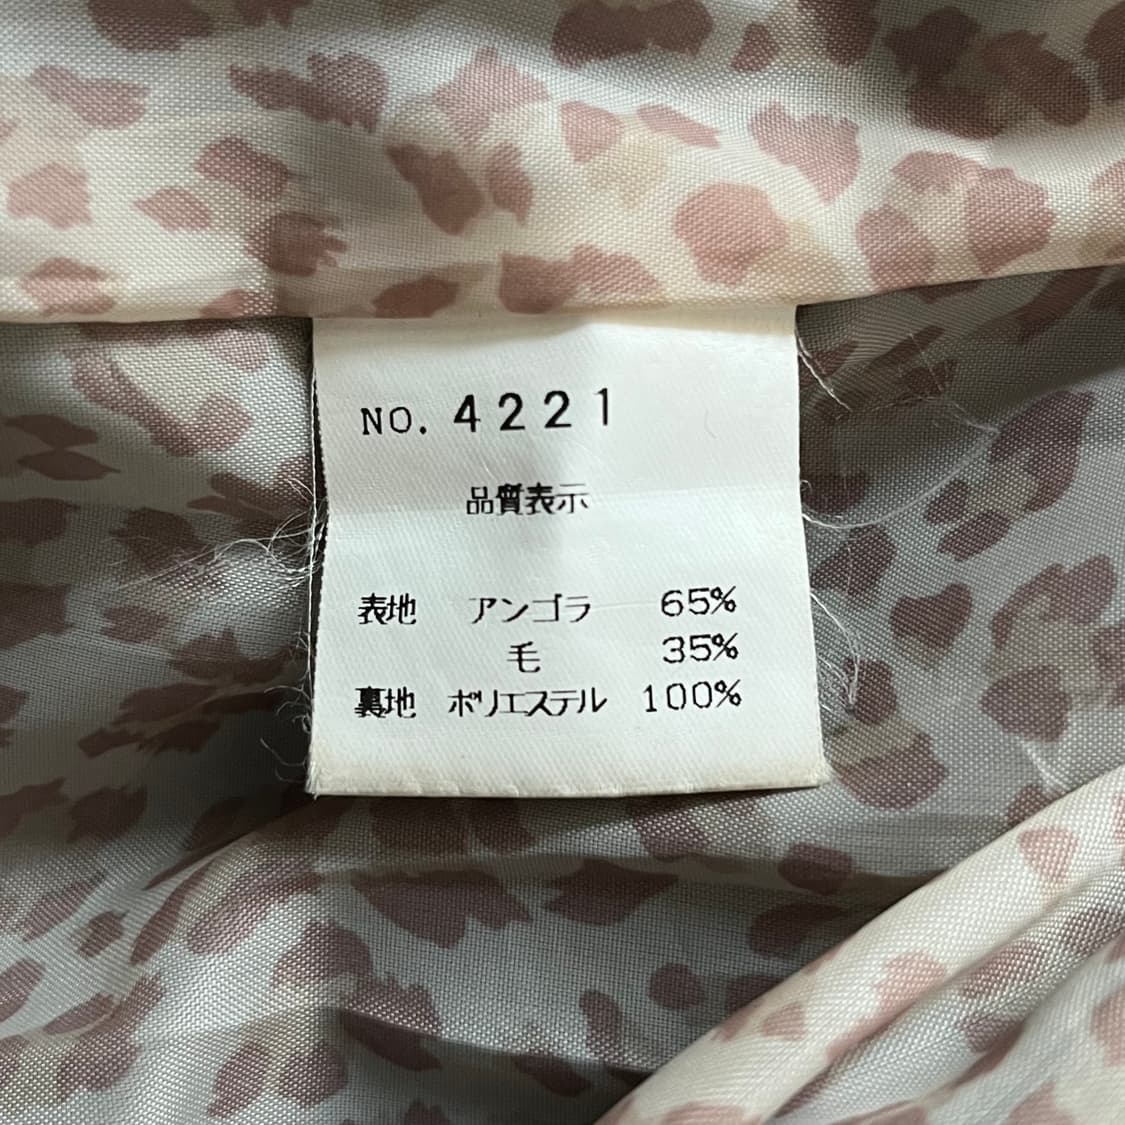 NO. 4221
品質表示
表地 アンゴラ 65%
毛 35%
裏地 ポリエステル 100%